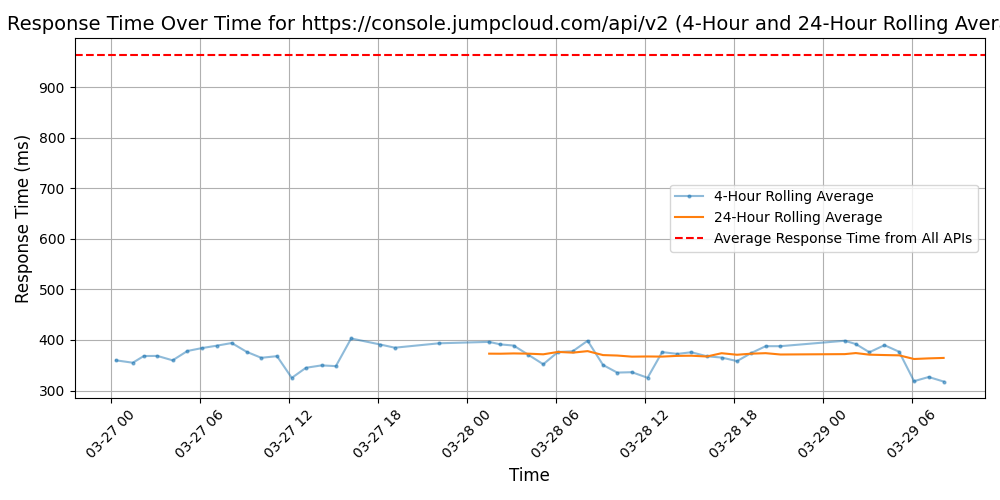 Response Time Over Time for https://console.jumpcloud.com/api/v2 (4-Hour and 24-Hour Rolling Aver
Response Time (ms)
900
800
700
600
500
400
300
4-Hour Rolling Average
24-Hour Rolling Average
Average Response Time from All APIs
03-27 00
03-27 06
03-27 12
03-27 18
03-28 00
03-28 06
03-28 12
03-28 18
03-29 00
03-29 06
Time